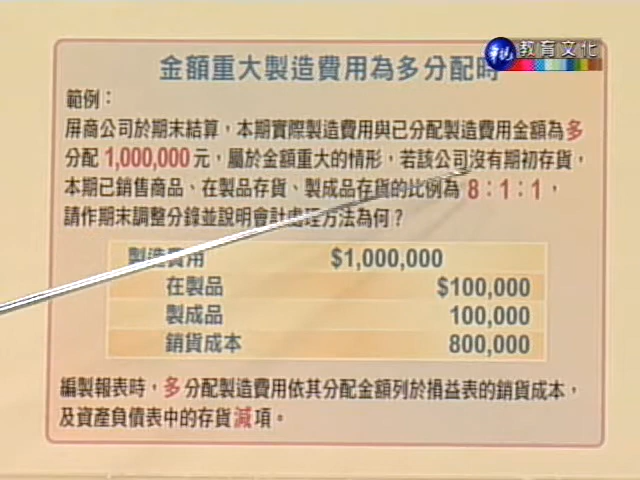 華視 教育文化
金額重大製造費用為多分配時
範例：
屏商公司於期末結算，本期實際製造費用與已分配製造費用金額為多
分配 1,000,000 元，屬於金額重大的情形，若該公司沒有期初存貨，
本期已銷售商品、在製品存貨、製成品存貨的比例為 8：1：1，
請作期末調整分錄並說明會計處理方法為何？
製造費用 $1,000,000
在製品 $100,000
製成品 100,000
銷貨成本 800,000
編製報表時，多分配製造費用依其分配金額列於損益表的銷貨成本，
及資產負債表中的存貨減項。